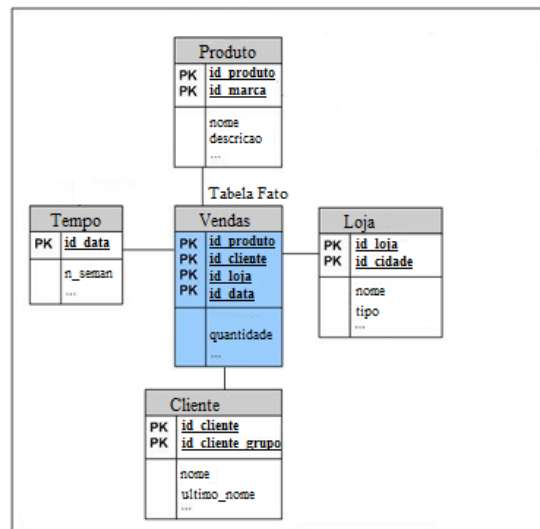 Produto
PK id_produto
PK id_marca
nome
descricao
...
Tabela Fato
Tempo
PK id_data
n_seman
...
Vendas
PK id_produto
PK id_cliente
PK id_loja
PK id_data
quantidade
...
Loja
PK id_loja
PK id_cidade
nome
tipo
...
Cliente
PK id_cliente
PK id_cliente_grupo
nome
ultimo_nome
...